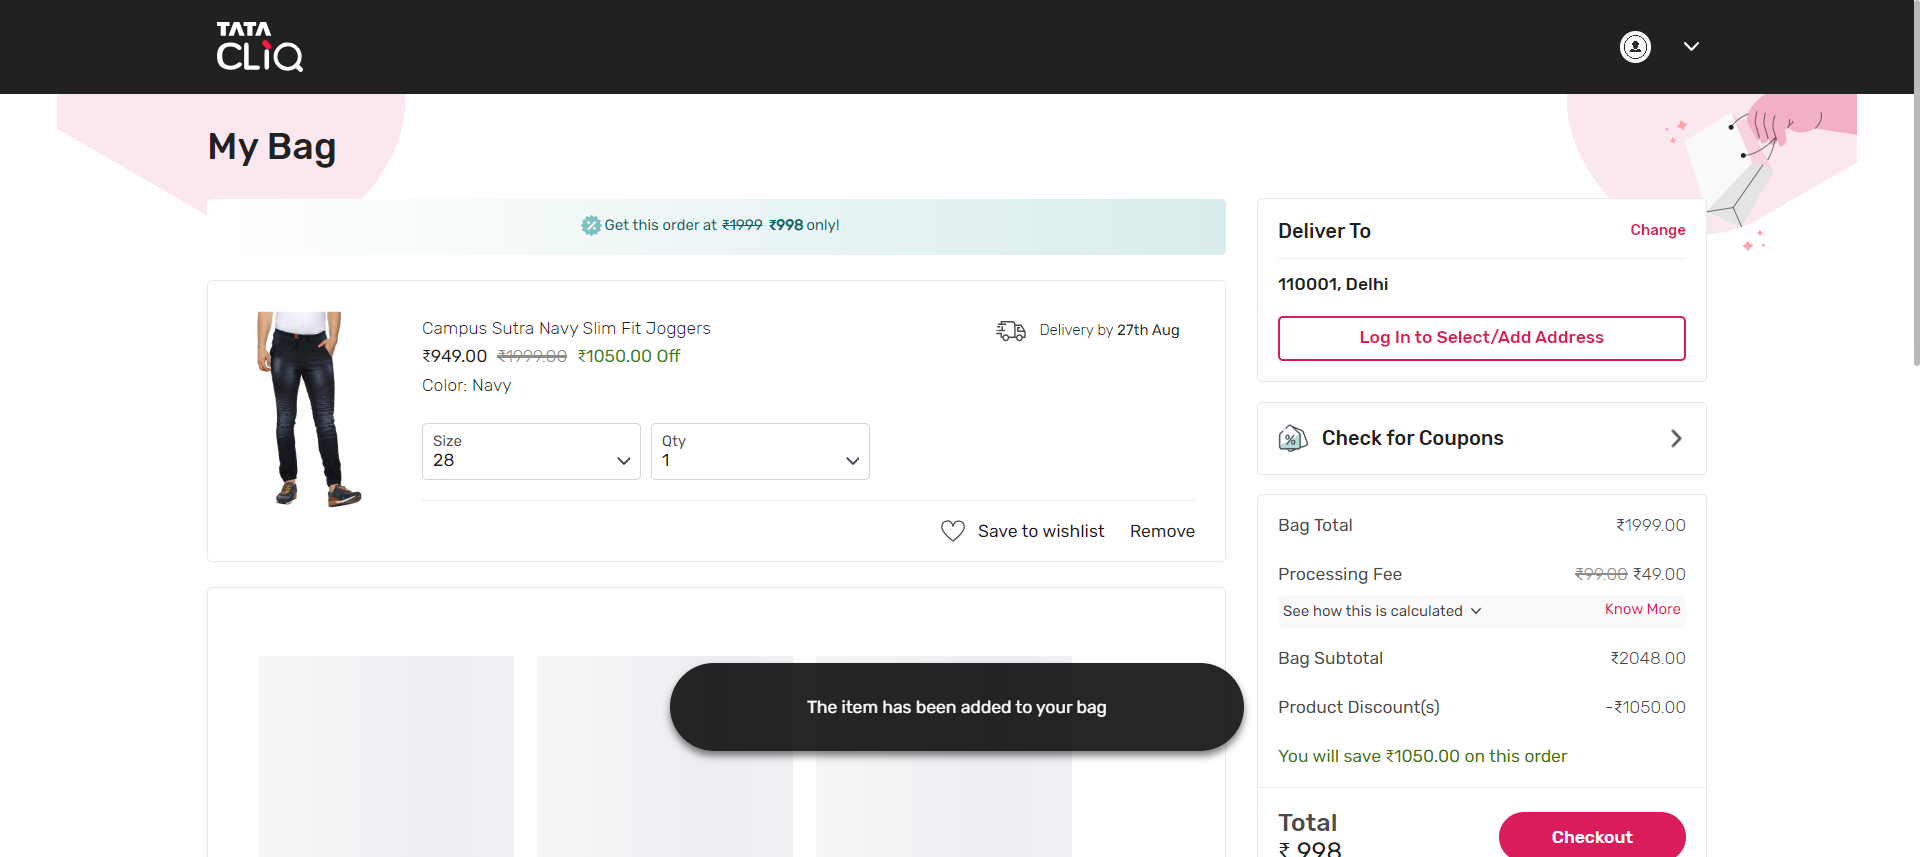 TATA
CLiQ
My Bag
Get this order at ₹1999 ₹998 only!
Campus Sutra Navy Slim Fit Joggers
₹949.00 ₹1999.00 ₹1050.00 Off
Color: Navy
Delivery by 27th Aug
Size
28
Qty
1
Save to wishlist
Remove
The item has been added to your bag
Deliver To
Change
110001, Delhi
Log In to Select/Add Address
Check for Coupons
Bag Total ₹1999.00
Processing Fee ₹99.00 ₹49.00
See how this is calculated Know More
Bag Subtotal ₹2048.00
Product Discount(s) -₹1050.00
You will save ₹1050.00 on this order
Total
₹ 998
Checkout